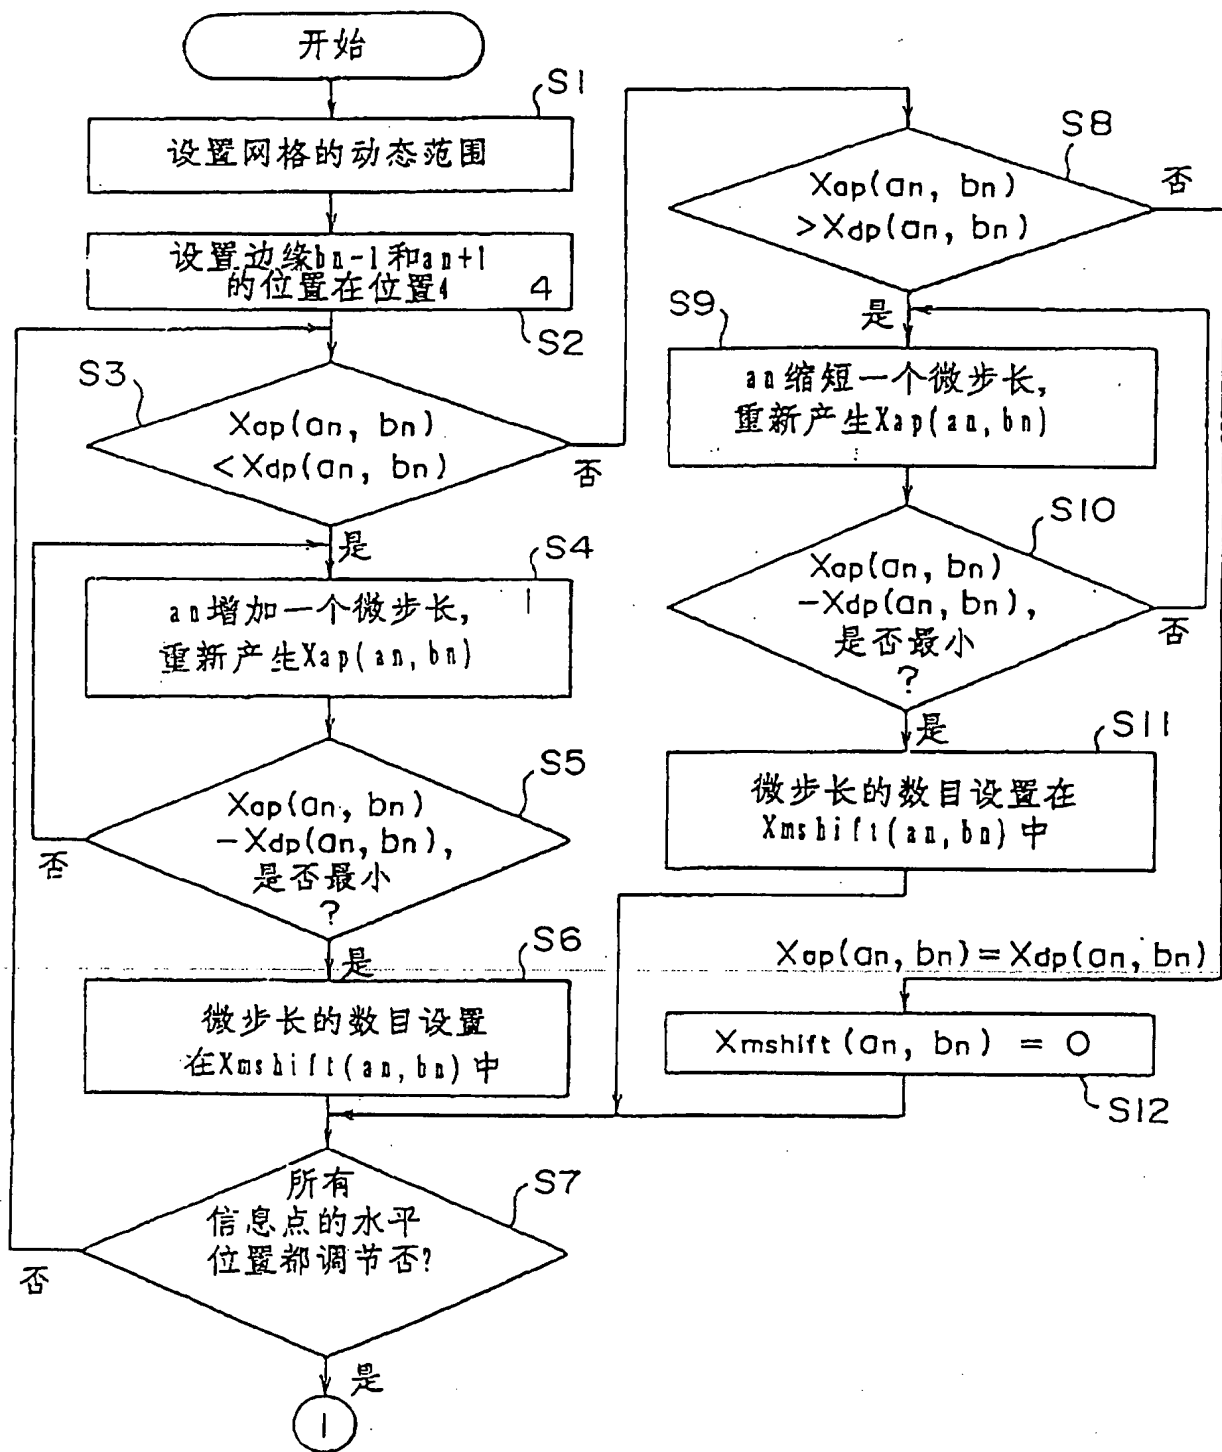 开始
S1
设置网格的动态范围
设置边缘bn-1和an+1
的位置在位置4
4
S2
S3
Xap(an, bn)
<Xdp(an, bn)
否
是
S4
an增加一个微步长,
1
重新产生Xap(an,bn)
S5
Xap(an, bn)
-Xdp(an, bn),
是否最小
?
否
是
S6
微步长的数目设置
在Xmshift(an,bn)中
S7
所有
信息点的水平
位置都调节否?
否
是
1
S8
Xap(an, bn)
>Xdp(an, bn)
否
是
S9
an缩短一个微步长,
重新产生Xap(an,bn)
S10
Xap(an, bn)
-Xdp(an, bn),
是否最小
?
否
是
S11
微步长的数目设置在
Xmshift(an,bn)中
Xap(an, bn)=Xdp(an, bn)
Xmshift(an, bn) = 0
S12